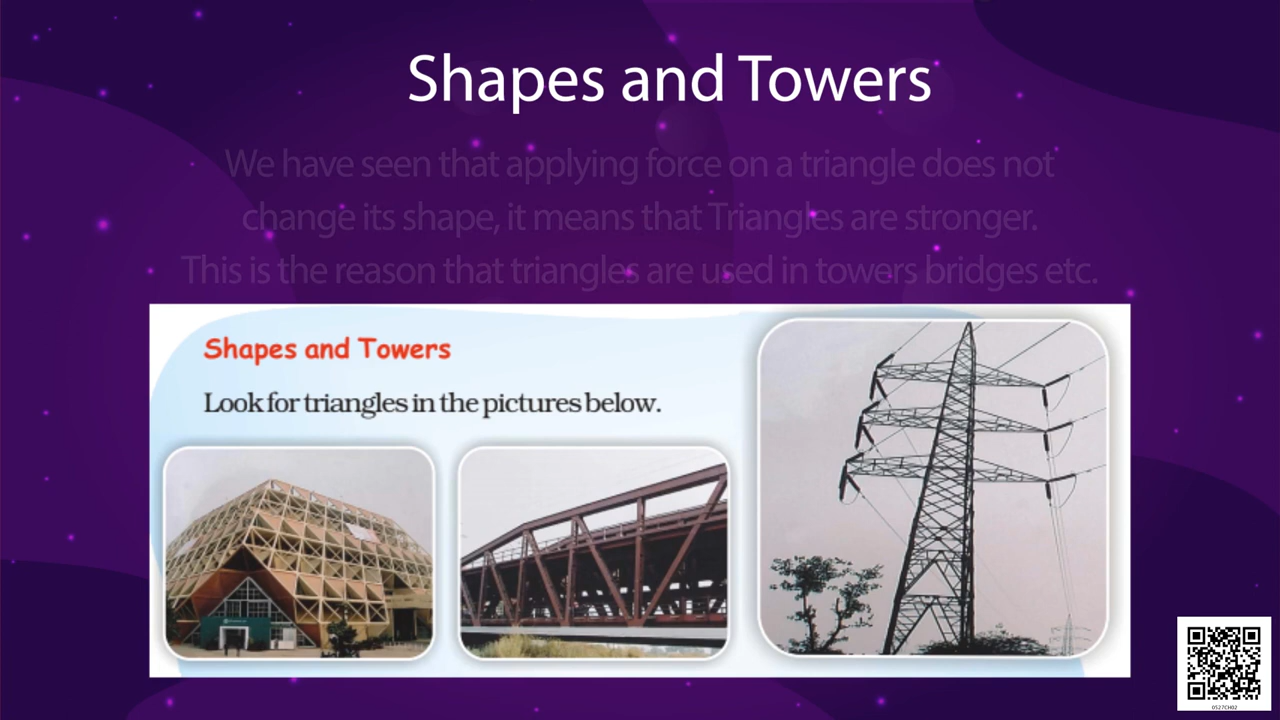 Shapes and Towers
We have seen that applying force on a triangle does not
change its shape, it means that Triangles are stronger.
This is the reason that triangles are used in towers bridges etc.
Shapes and Towers
Look for triangles in the pictures below.
0527CH02